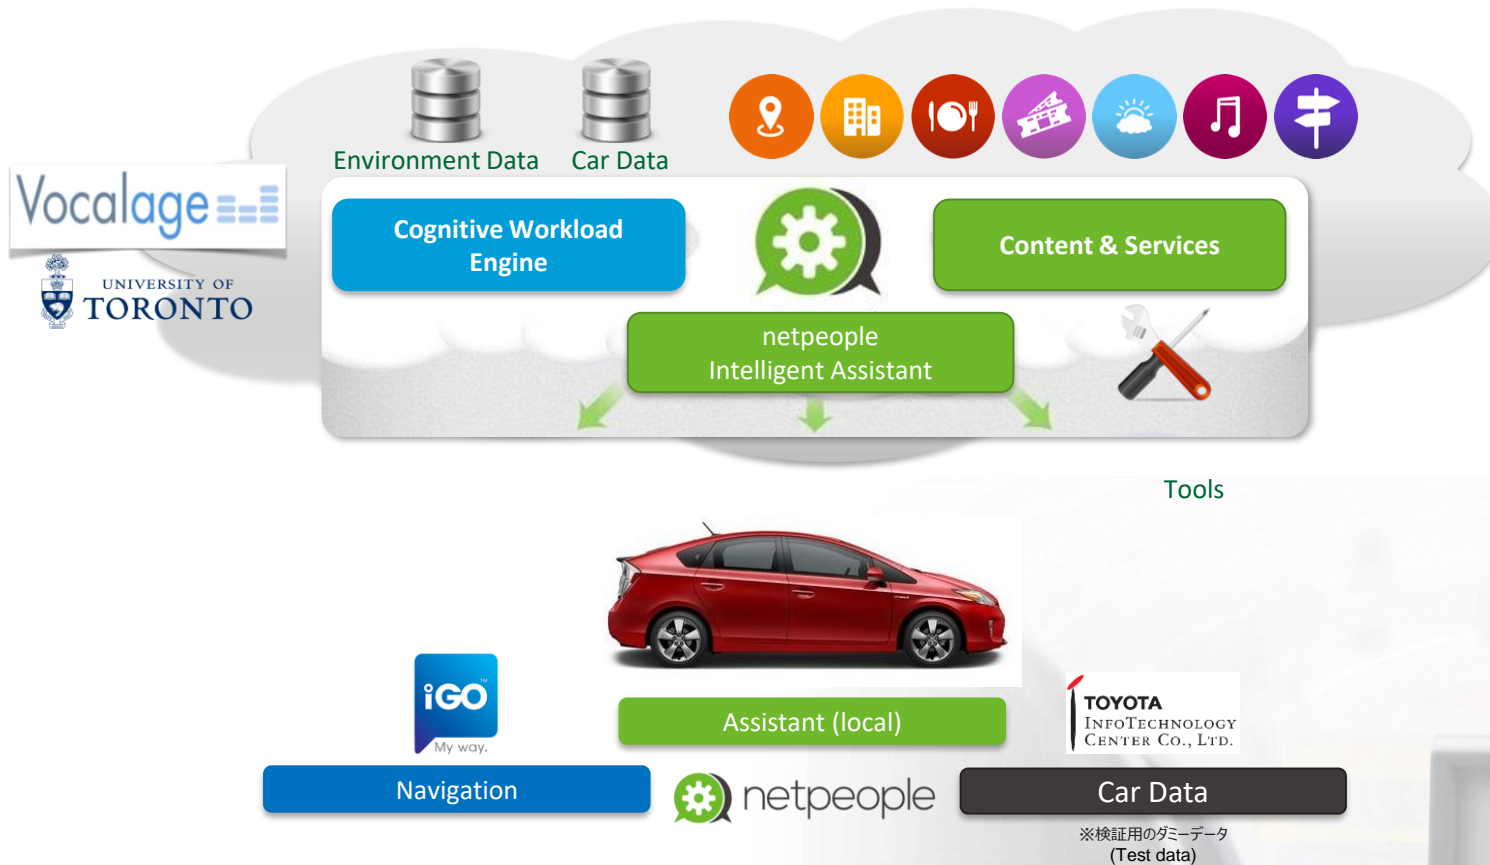 Environment Data
Car Data
Vocalage
UNIVERSITY OF
TORONTO
Cognitive Workload
Engine
Content & Services
netpeople
Intelligent Assistant
Tools
iGO™
My way.
Assistant (local)
TOYOTA
INFOTECHNOLOGY
CENTER CO., LTD.
Navigation
netpeople
Car Data
※検証用のダミーデータ
(Test data)